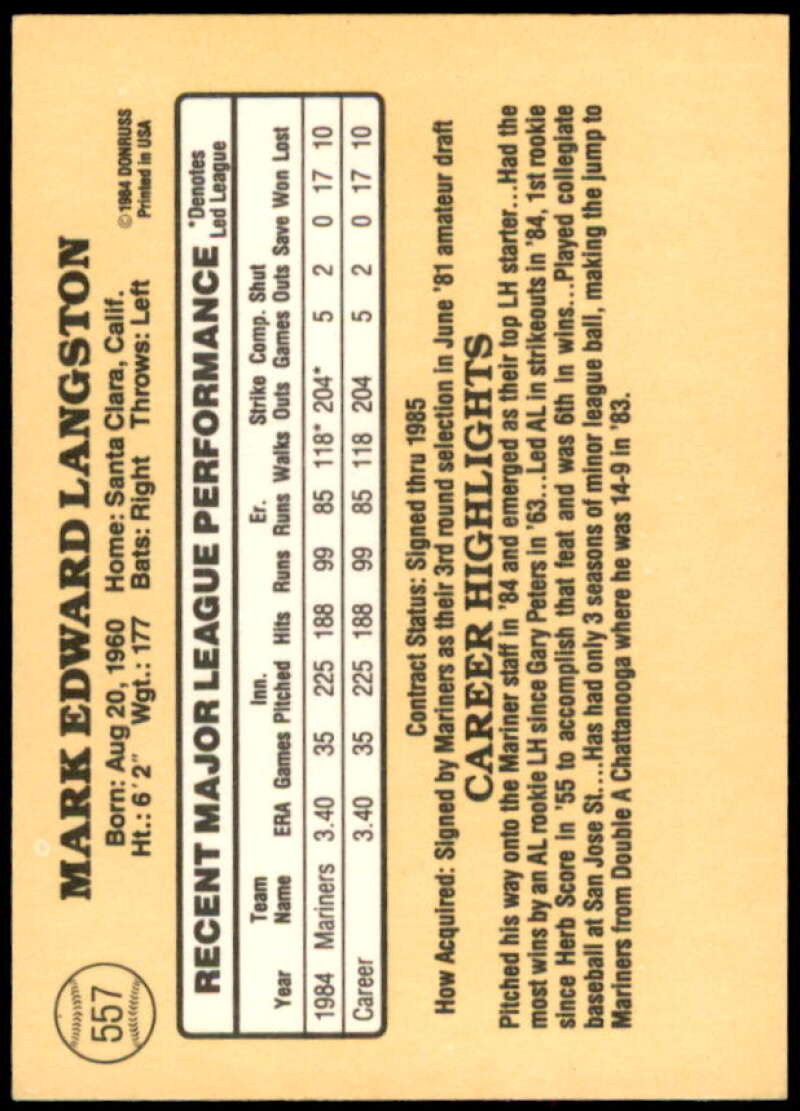 557
MARK EDWARD LANGSTON
© 1984 DONRUSS
Printed in USA
Born: Aug 20, 1960 Home: Santa Clara, Calif.
Ht.: 6'2" Wgt.: 177 Bats: Right Throws: Left
RECENT MAJOR LEAGUE PERFORMANCE
*Denotes
Led League
Team Inn. Er. Strike Comp. Shut
Year Name ERA Games Pitched Hits Runs Runs Walks Outs Games Outs Save Won Lost
1984 Mariners 3.40 35 225 188 99 85 118* 204* 5 2 0 17 10
Career 3.40 35 225 188 99 85 118 204 5 2 0 17 10
Contract Status: Signed thru 1985
How Acquired: Signed by Mariners as their 3rd round selection in June '81 amateur draft
CAREER HIGHLIGHTS
Pitched his way onto the Mariner staff in '84 and emerged as their top LH starter...Had the
most wins by an AL rookie LH since Gary Peters in '63...Led AL in strikeouts in '84, 1st rookie
since Herb Score in '55 to accomplish that feat and was 6th in wins...Played collegiate
baseball at San Jose St....Has had only 3 seasons of minor league ball, making the jump to
Mariners from Double A Chattanooga where he was 14-9 in '83.